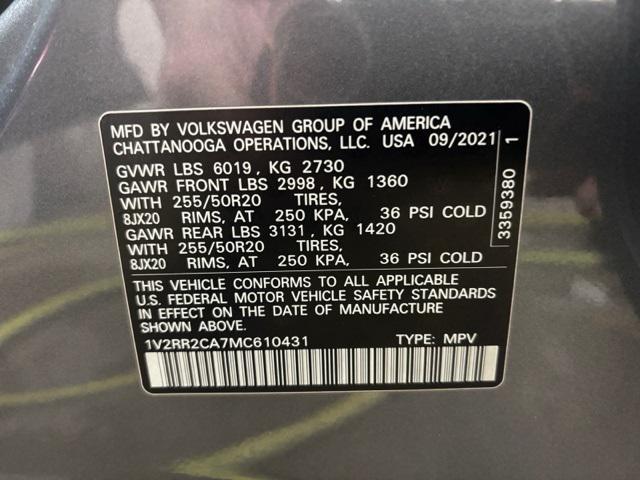 MFD BY VOLKSWAGEN GROUP OF AMERICA
CHATTANOOGA OPERATIONS, LLC. USA 09/2021
GVWR LBS 6019, KG 2730
GAWR FRONT LBS 2998, KG 1360
WITH 255/50R20 TIRES,
8JX20 RIMS, AT 250 KPA, 36 PSI COLD
GAWR REAR LBS 3131, KG 1420
WITH 255/50R20 TIRES,
8JX20 RIMS, AT 250 KPA, 36 PSI COLD
THIS VEHICLE CONFORMS TO ALL APPLICABLE
U.S. FEDERAL MOTOR VEHICLE SAFETY STANDARDS
IN EFFECT ON THE DATE OF MANUFACTURE
SHOWN ABOVE.
1V2RR2CA7MC610431 TYPE: MPV
3359380 1